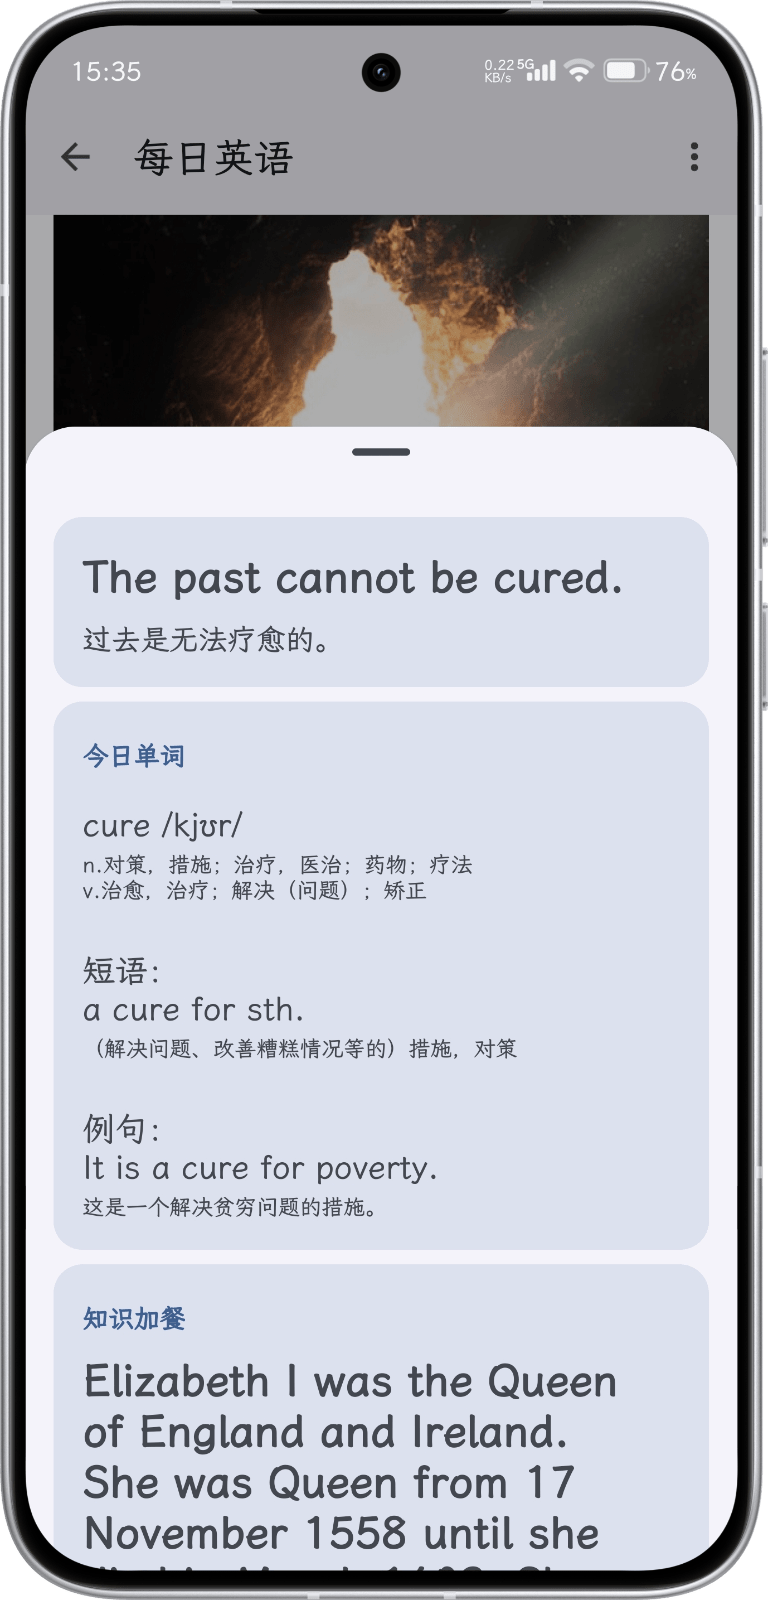 15:35
0.22 KB/s 5G 76%
每日英语
The past cannot be cured.
过去是无法疗愈的。
今日单词
cure /kjʊr/
n.对策，措施；治疗，医治；药物；疗法
v.治愈，治疗；解决（问题）；矫正
短语：
a cure for sth.
（解决问题、改善糟糕情况等的）措施，对策
例句：
It is a cure for poverty.
这是一个解决贫穷问题的措施。
知识加餐
Elizabeth I was the Queen
of England and Ireland.
She was Queen from 17
November 1558 until she